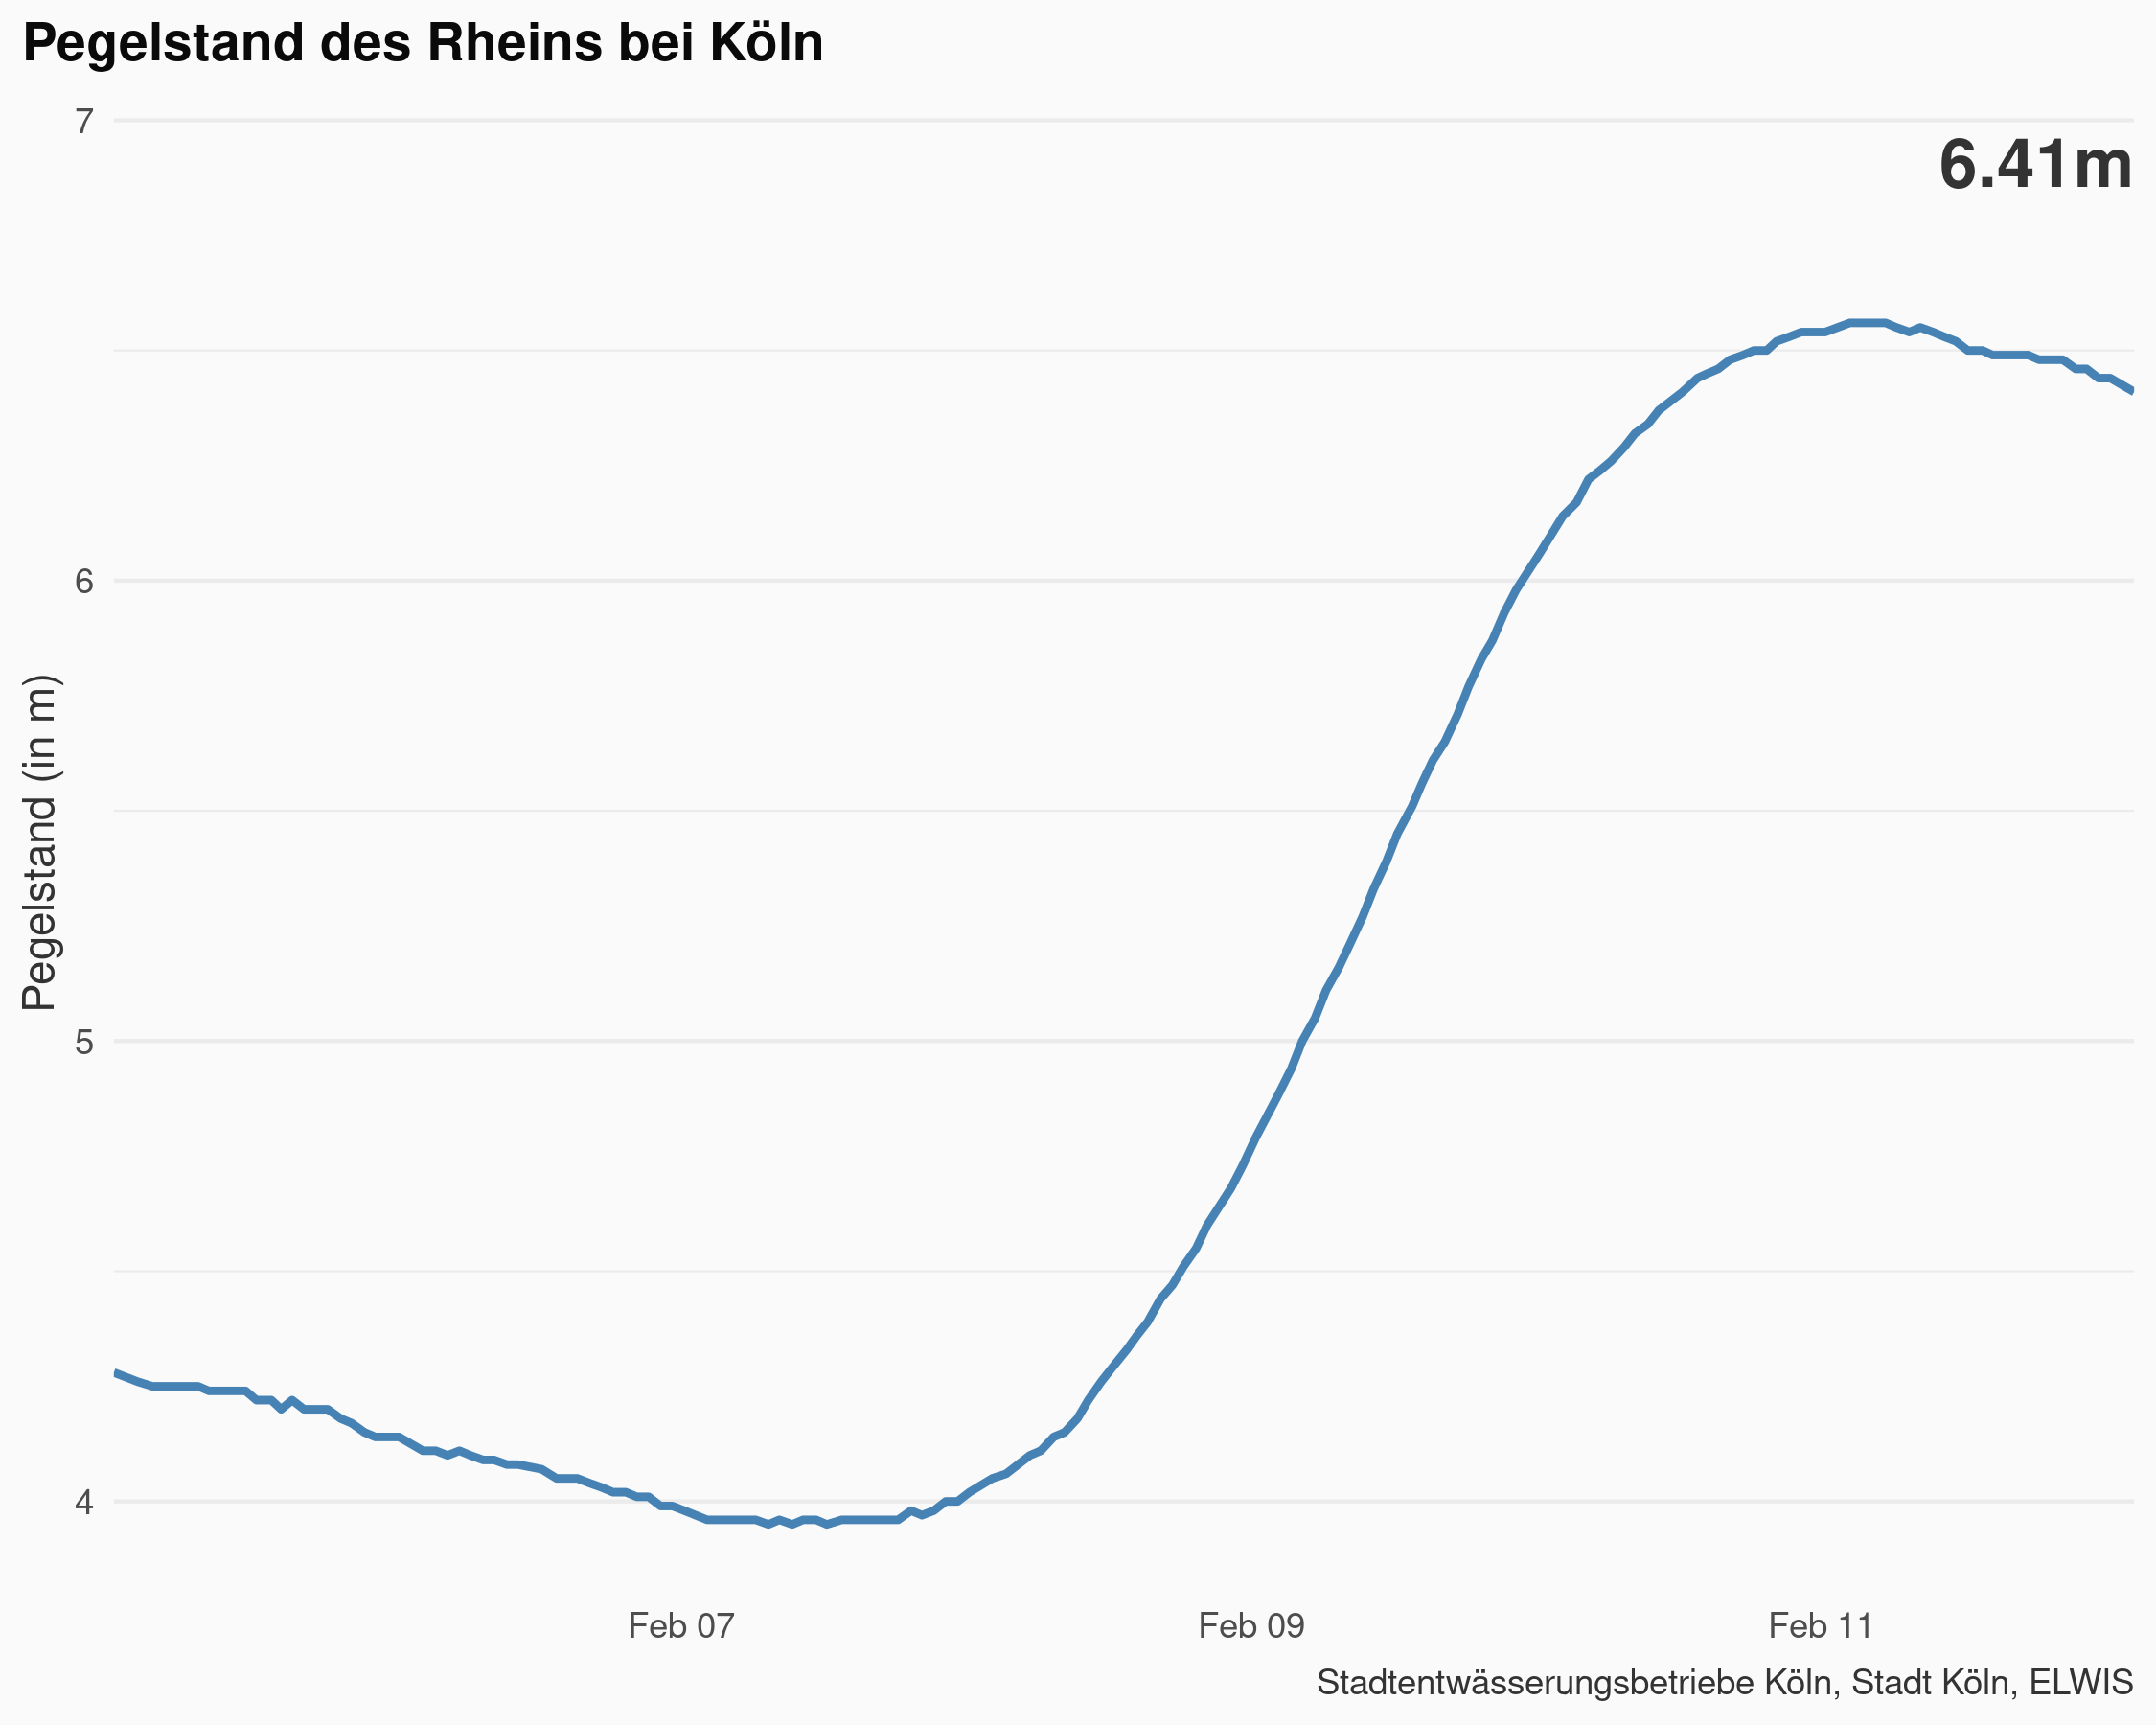 Pegelstand des Rheins bei Köln
7
6.41m
6
5
4
Pegelstand (in m)
Feb 07
Feb 09
Feb 11
Stadtentwässerungsbetriebe Köln, Stadt Köln, ELWIS